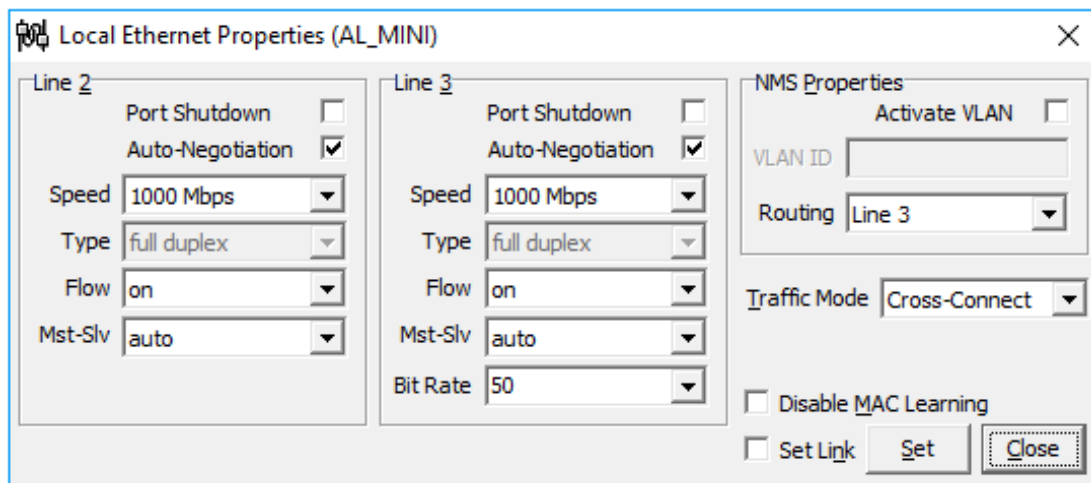 Local Ethernet Properties (AL_MINI)
Line 2
Port Shutdown
Auto-Negotiation
Speed 1000 Mbps
Type full duplex
Flow on
Mst-Slv auto
Line 3
Port Shutdown
Auto-Negotiation
Speed 1000 Mbps
Type full duplex
Flow on
Mst-Slv auto
Bit Rate 50
NMS Properties
Activate VLAN
VLAN ID
Routing Line 3
Traffic Mode Cross-Connect
Disable MAC Learning
Set Link Set Close